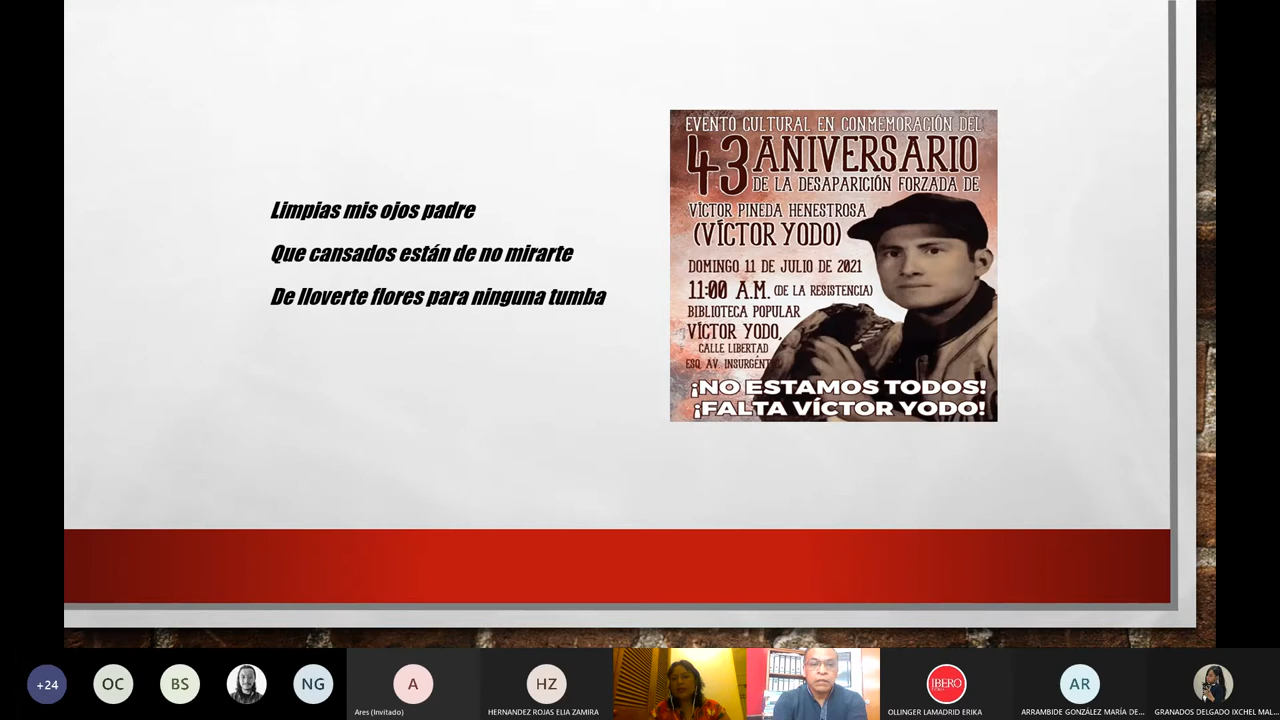 Limpias mis ojos padre
Que cansados están de no mirarte
De lloverte flores para ninguna tumba
EVENTO CULTURAL EN CONMEMORACIÓN DEL
43 ANIVERSARIO
DE LA DESAPARICIÓN FORZADA DE
VÍCTOR PINEDA HENESTROSA
(VÍCTOR YODO)
DOMINGO 11 DE JULIO DE 2021
11:00 A.M. (DE LA RESISTENCIA)
BIBLIOTECA POPULAR
VÍCTOR YODO,
CALLE LIBERTAD
ESQ. AV. INSURGENTES
¡NO ESTAMOS TODOS!
¡FALTA VÍCTOR YODO!
+24
OC
BS
NG
A
Ares (Invitado)
HZ
HERNANDEZ ROJAS ELIA ZAMIRA
IBERO
OLLINGER LAMADRID ERIKA
AR
ARRAMBIDE GONZÁLEZ MARÍA DE...
GRANADOS DELGADO IXCHEL MAL...